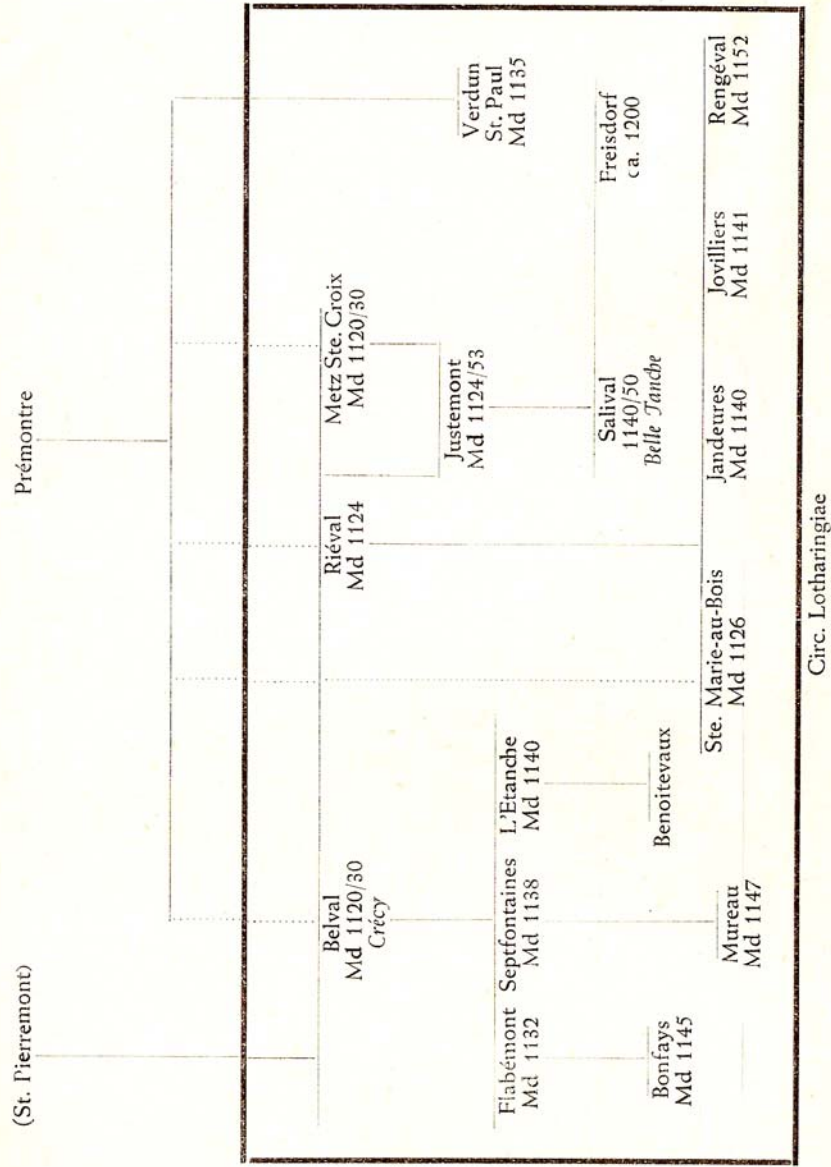 (St. Pierremont)
Prémontre
Belval
Md 1120/30
Crécy
Riéval
Md 1124
Metz Ste. Croix
Md 1120/30
Justemont
Md 1124/53
Verdun
St. Paul
Md 1135
Flabémont
Md 1132
Septfontaines
Md 1138
L'Etanche
Md 1140
Salival
1140/50
Belle Tanche
Freisdorf
ca. 1200
Bonfays
Md 1145
Benoitevaux
Mureau
Md 1147
Ste. Marie-au-Bois
Md 1126
Jandeures
Md 1140
Jovilliers
Md 1141
Rengéval
Md 1152
Circ. Lotharingiae